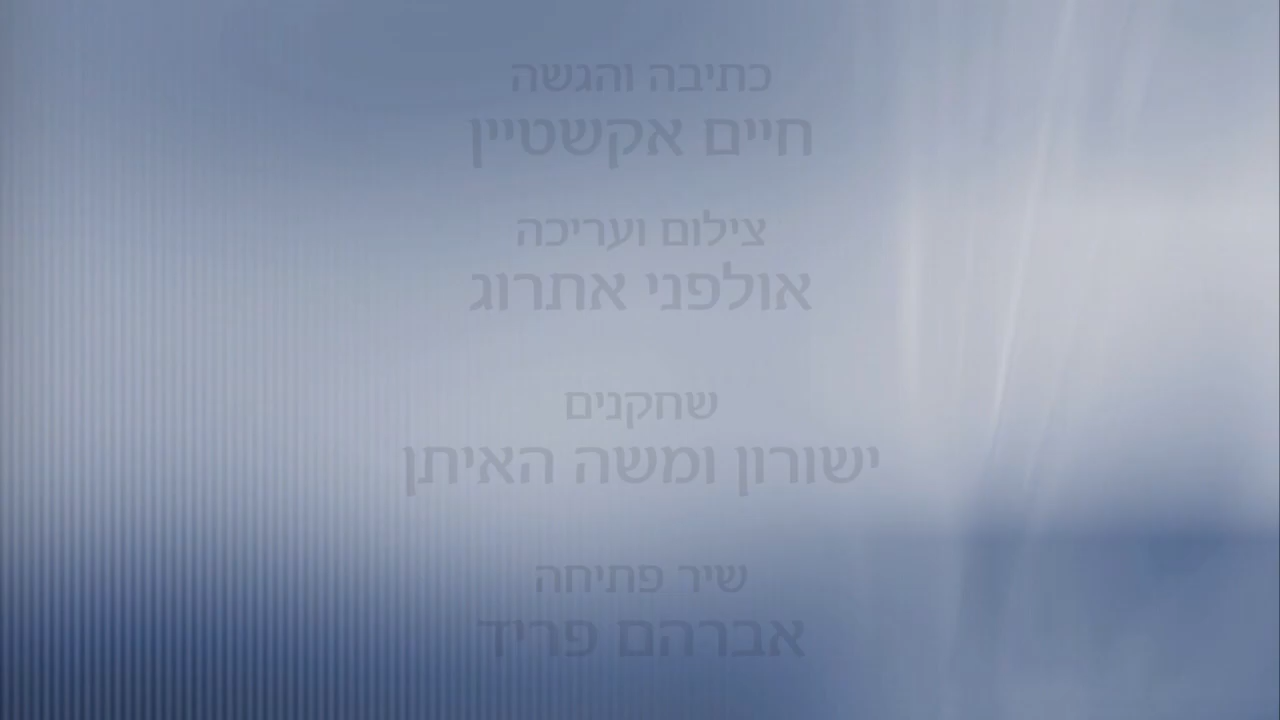 כתיבה והגשה
חיים אקשטיין
צילום ועריכה
אולפני אתרוג
שחקנים
ישורון ומשה האיתן
שיר פתיחה
אברהם פריד